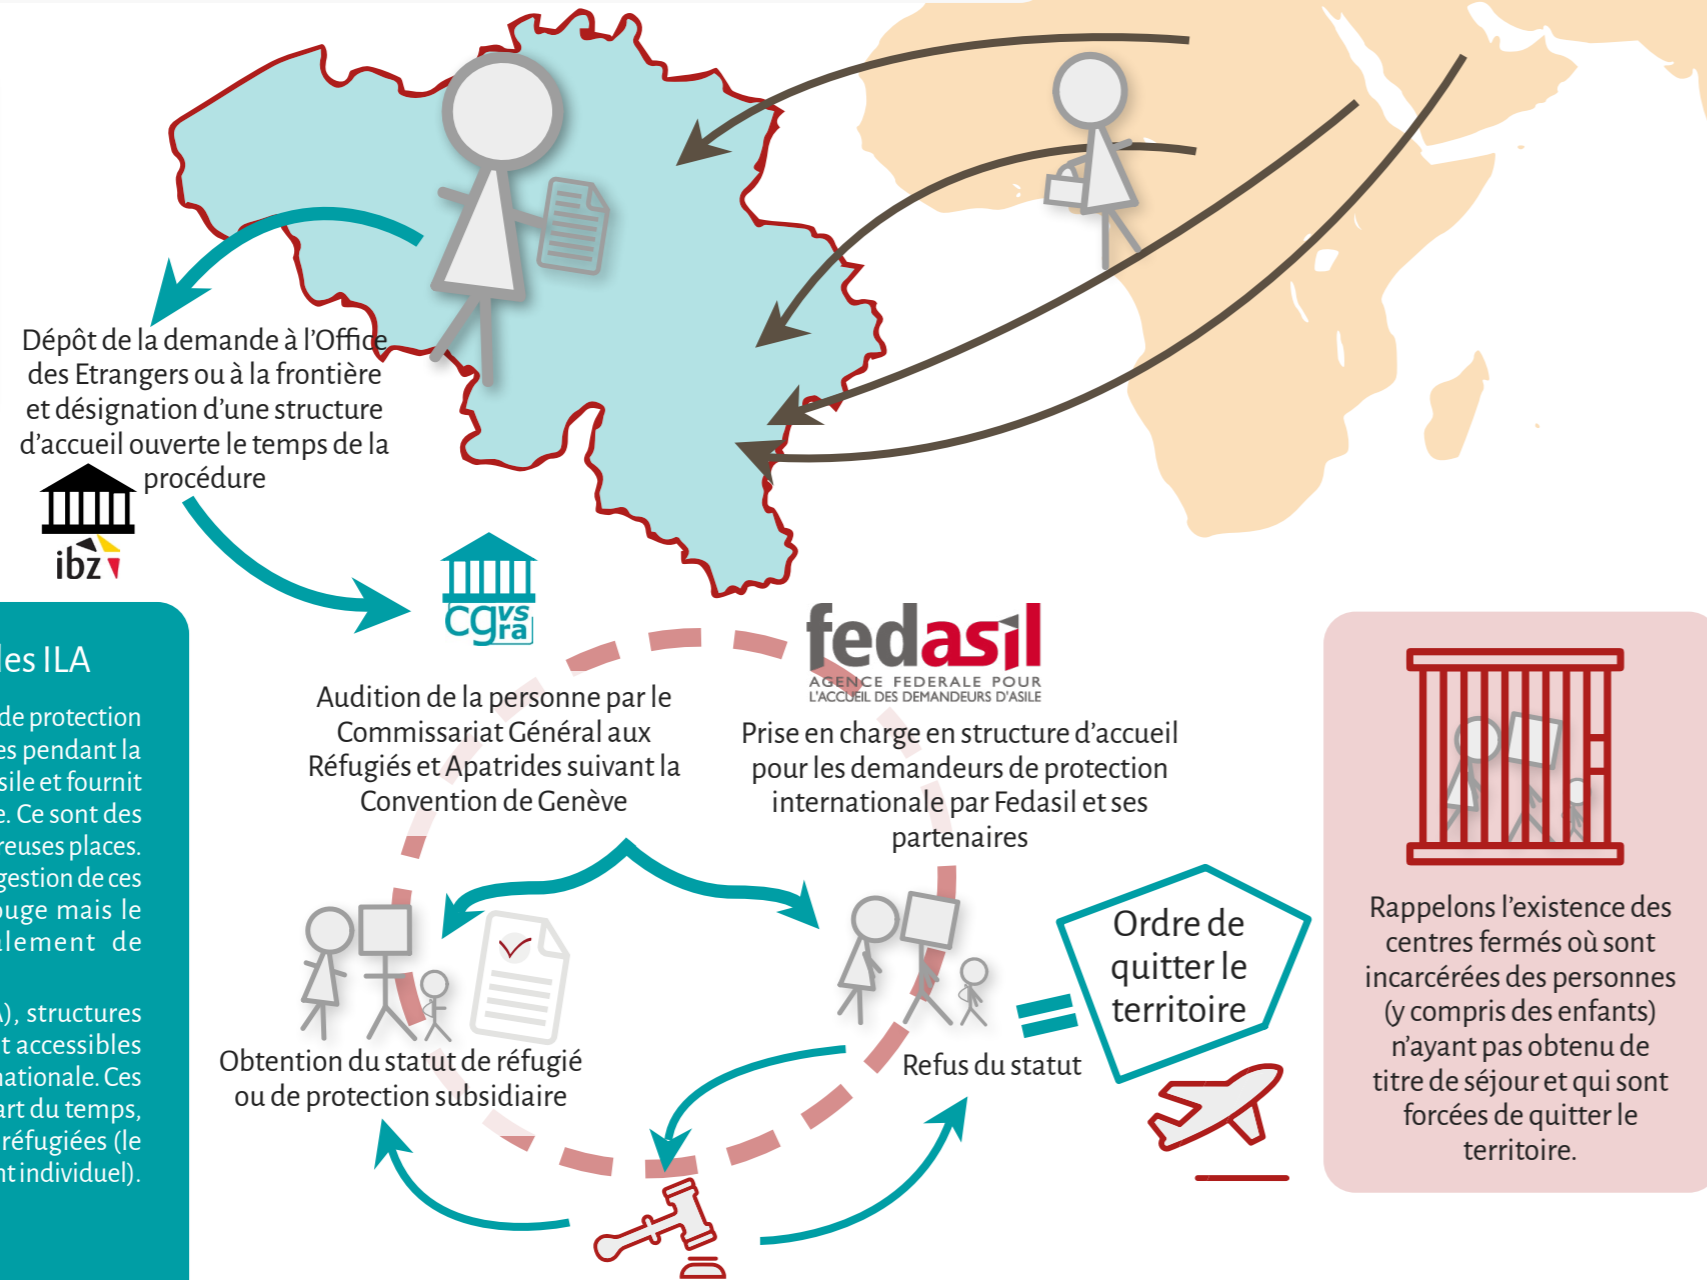 Dépôt de la demande à l'Office
des Etrangers ou à la frontière
et désignation d'une structure
d'accueil ouverte le temps de la
procédure
ibz
cgvs
ra
fedasil
AGENCE FEDERALE POUR
L'ACCUEIL DES DEMANDEURS D'ASILE
Audition de la personne par le
Commissariat Général aux
Réfugiés et Apatrides suivant la
Convention de Genève
Prise en charge en structure d'accueil
pour les demandeurs de protection
internationale par Fedasil et ses
partenaires
Obtention du statut de réfugié
ou de protection subsidiaire
Refus du statut
Ordre de
quitter le
territoire
Rappelons l'existence des
centres fermés où sont
incarcérées des personnes
(y compris des enfants)
n'ayant pas obtenu de
titre de séjour et qui sont
forcées de quitter le
territoire.
les ILA
de protection
es pendant la
sile et fournit
e. Ce sont des
reuses places.
gestion de ces
ouge mais le
alement de
A), structures
t accessibles
nationale. Ces
art du temps,
réfugiées (le
nt individuel).